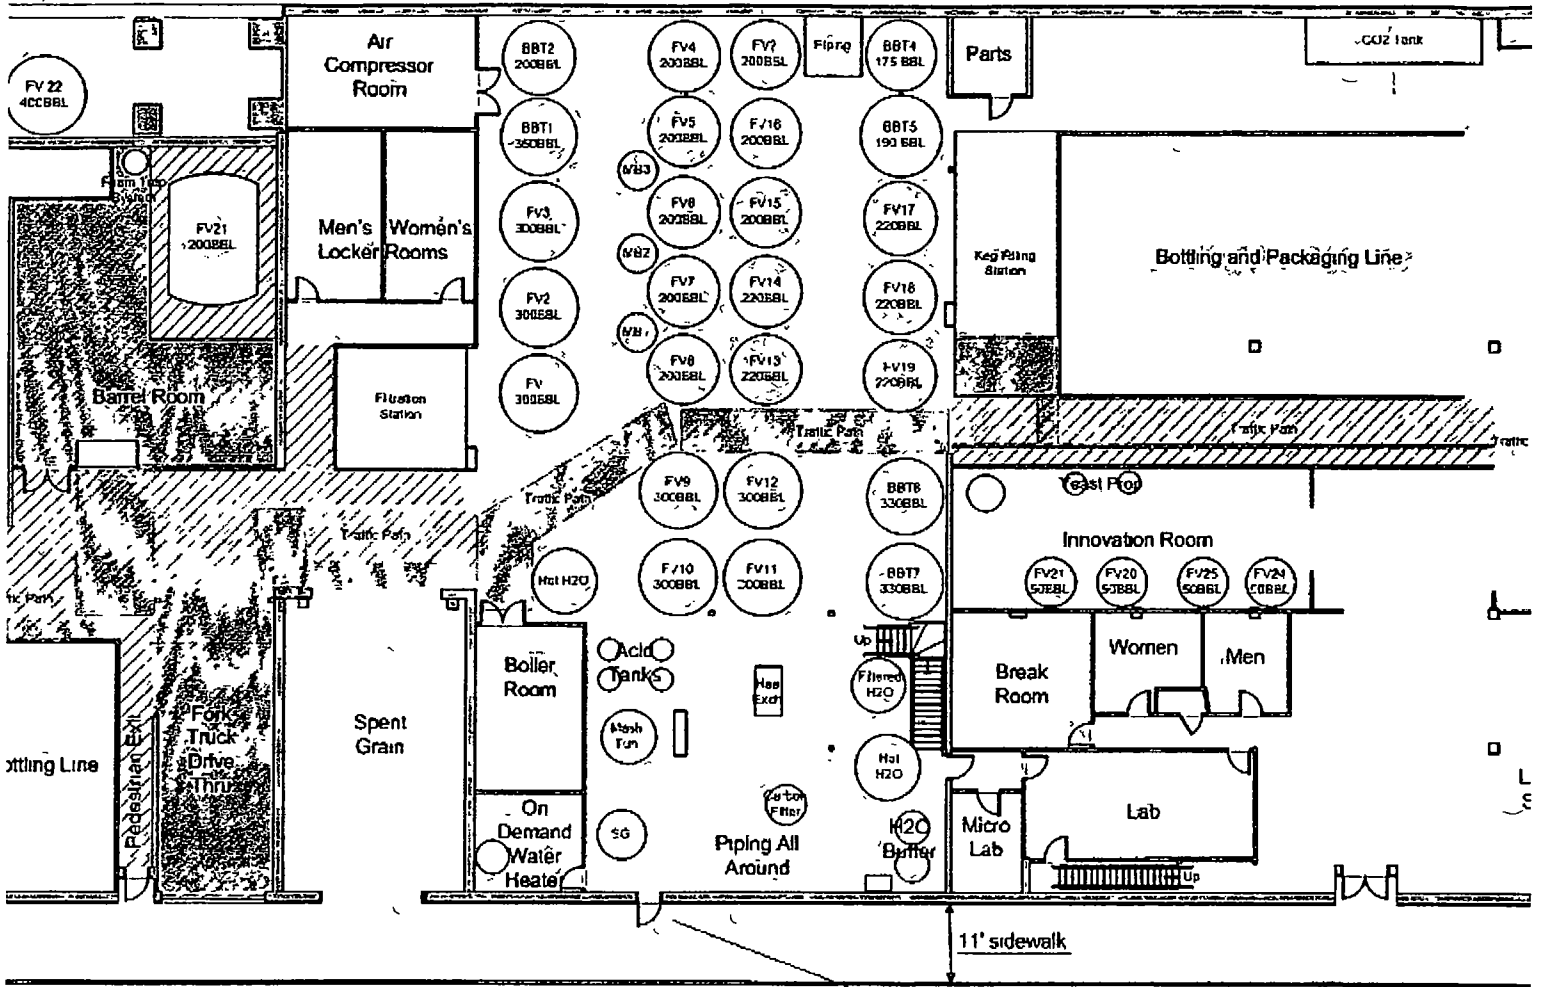 Air
Compressor
Room
BBT2
200BBL
FV4
200BBL
200BBL
Piping
BBT4
175 BBL
Parts
CO2 Tank
FV 22
400BBL
BBT1
FV5
200BBL
200BBL
BBT5
190 BBL
MB3
FV21
200BBL
Men's
Locker
Women's
Rooms
FV3
300BBL
FV6
200BBL
FV15
200BBL
FV17
220BBL
MB2
Keg Filling
Station
Bottling and Packaging Line
FV2
300BBL
FV7
200BBL
FV14
220BBL
FV18
220BBL
FV8
200BBL
FV13
220BBL
FV19
220BBL
Barrel Room
Filtration
Station
FV
300BBL
Traffic Path
Traffic Path
Traffic
Traffic Path
FV9
300BBL
FV12
300BBL
BBT6
330BBL
Yeast Prop
Traffic Path
Innovation Room
Hot H2O
FV10
300BBL
FV11
300BBL
BBT7
330BBL
FV21
50BBL
FV20
50BBL
FV25
50BBL
FV24
Path
Up
Boiler
Room
Acid
Tanks
Filtered
H2O
Break
Room
Women
Men
Heat
Exch
Mash
Tun
Fork
Truck
Drive
Thru
Pedestrian Exit
Spent
Grain
ottling Line
Hot
H2O
Carbon
Filter
On
Demand
Water
Heater
SG
Piping All
Around
H2O
Buffer
Micro
Lab
Lab
Up
11' sidewalk